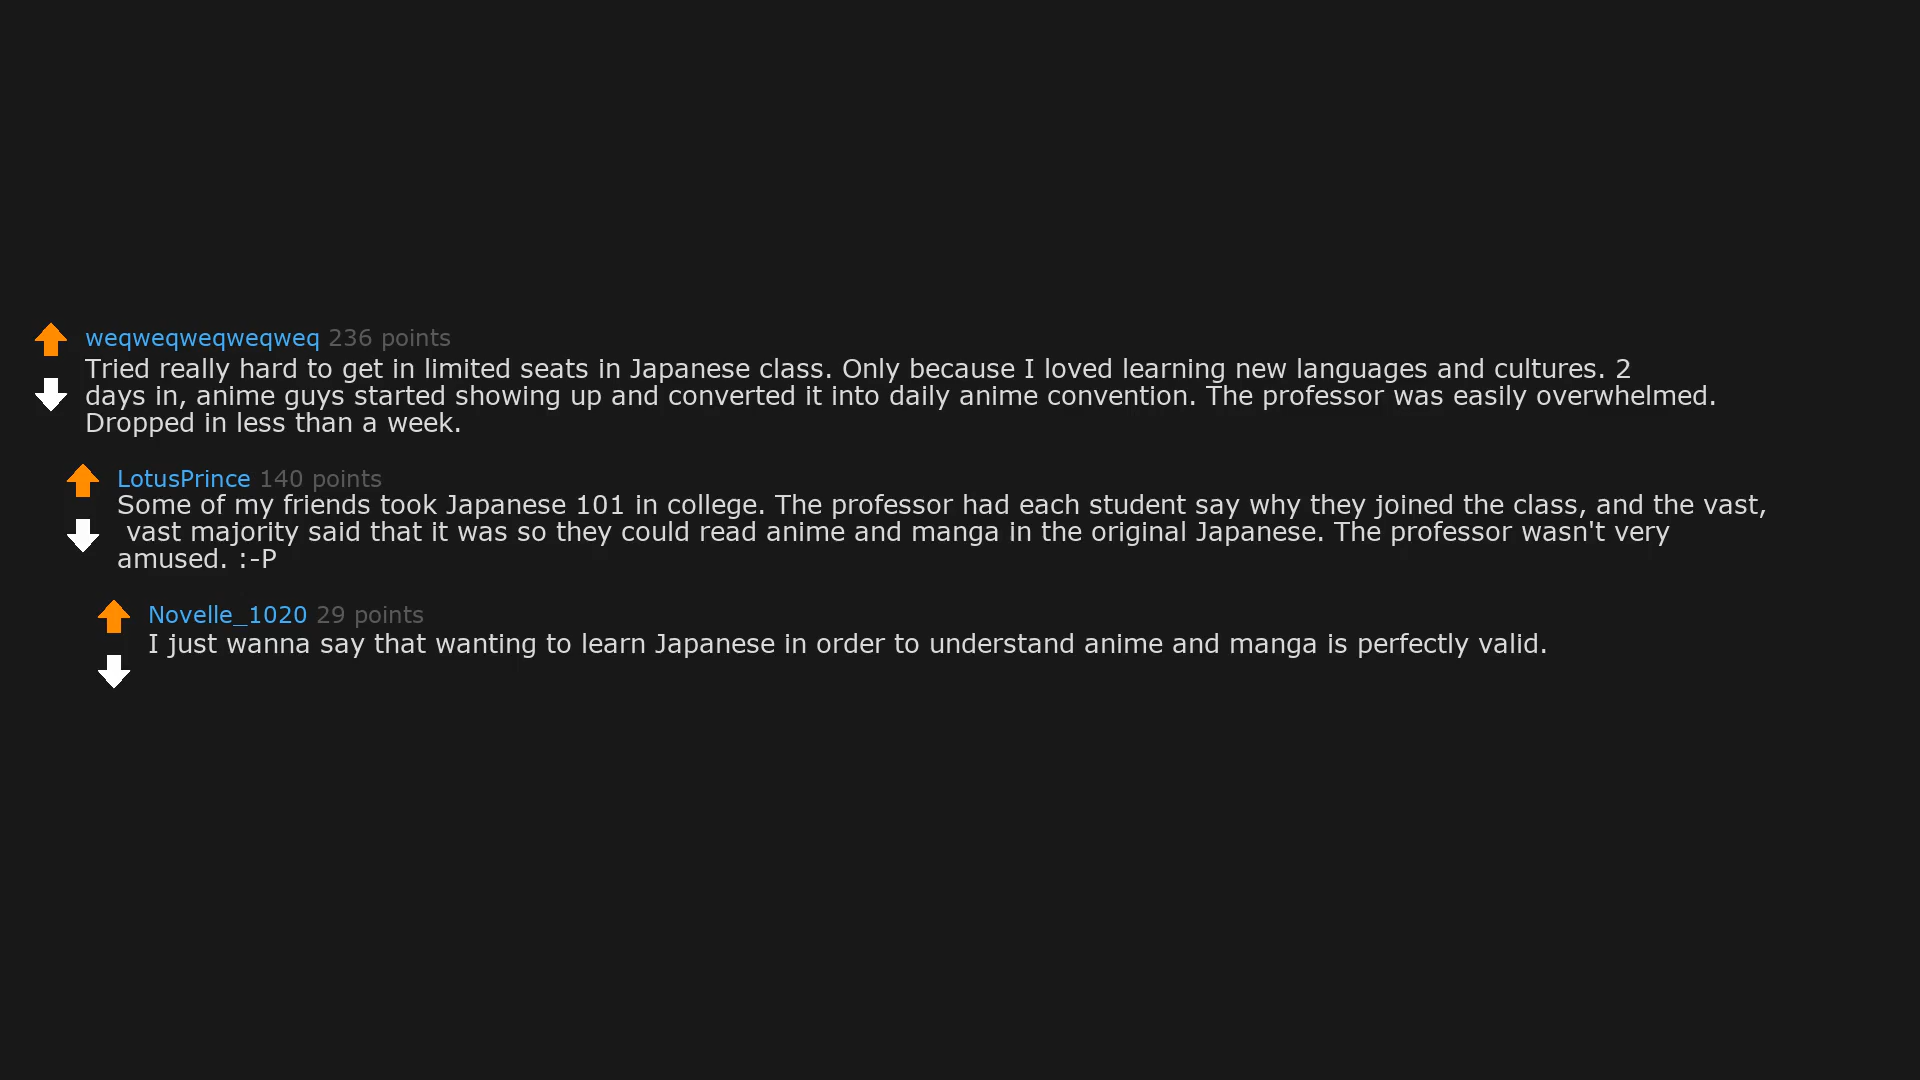 weqweqweqweqweq 236 points
Tried really hard to get in limited seats in Japanese class. Only because I loved learning new languages and cultures. 2
days in, anime guys started showing up and converted it into daily anime convention. The professor was easily overwhelmed.
Dropped in less than a week.
LotusPrince 140 points
Some of my friends took Japanese 101 in college. The professor had each student say why they joined the class, and the vast,
vast majority said that it was so they could read anime and manga in the original Japanese. The professor wasn't very
amused. :-P
Novelle_1020 29 points
I just wanna say that wanting to learn Japanese in order to understand anime and manga is perfectly valid.